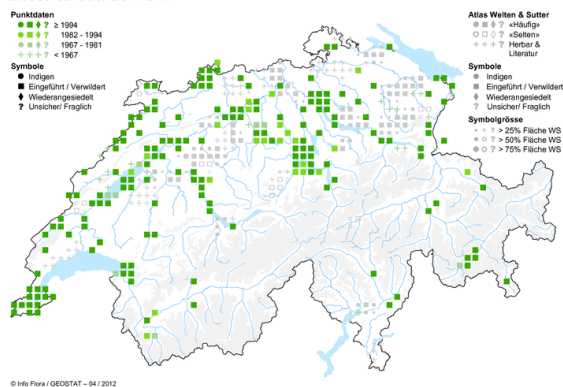 Punktdaten
? ≥ 1994
? 1982 - 1994
? 1967 - 1981
< 1967
Symbole
Indigen
Eingeführt / Verwildert
Wiederangesiedelt
? Unsicher/ Fraglich
Atlas Welten & Sutter
? «Häufig»
? «Selten»
? Herbar &
Literatur
Symbole
Indigen
Eingeführt / Verwildert
Wiederangesiedelt
? Unsicher/ Fraglich
Symbolgrösse
? > 25% Fläche WS
? > 50% Fläche WS
? > 75% Fläche WS
© Info Flora / GEOSTAT – 04 / 2012